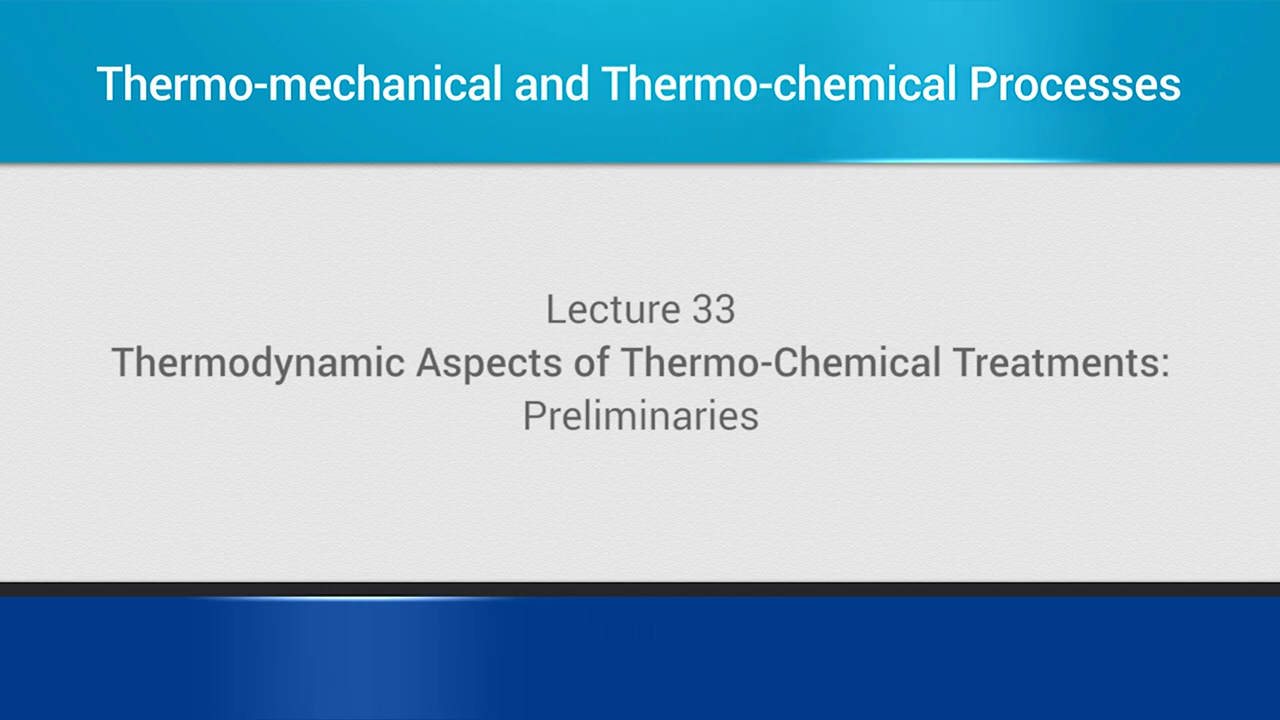 Thermo-mechanical and Thermo-chemical Processes
Lecture 33
Thermodynamic Aspects of Thermo-Chemical Treatments:
Preliminaries